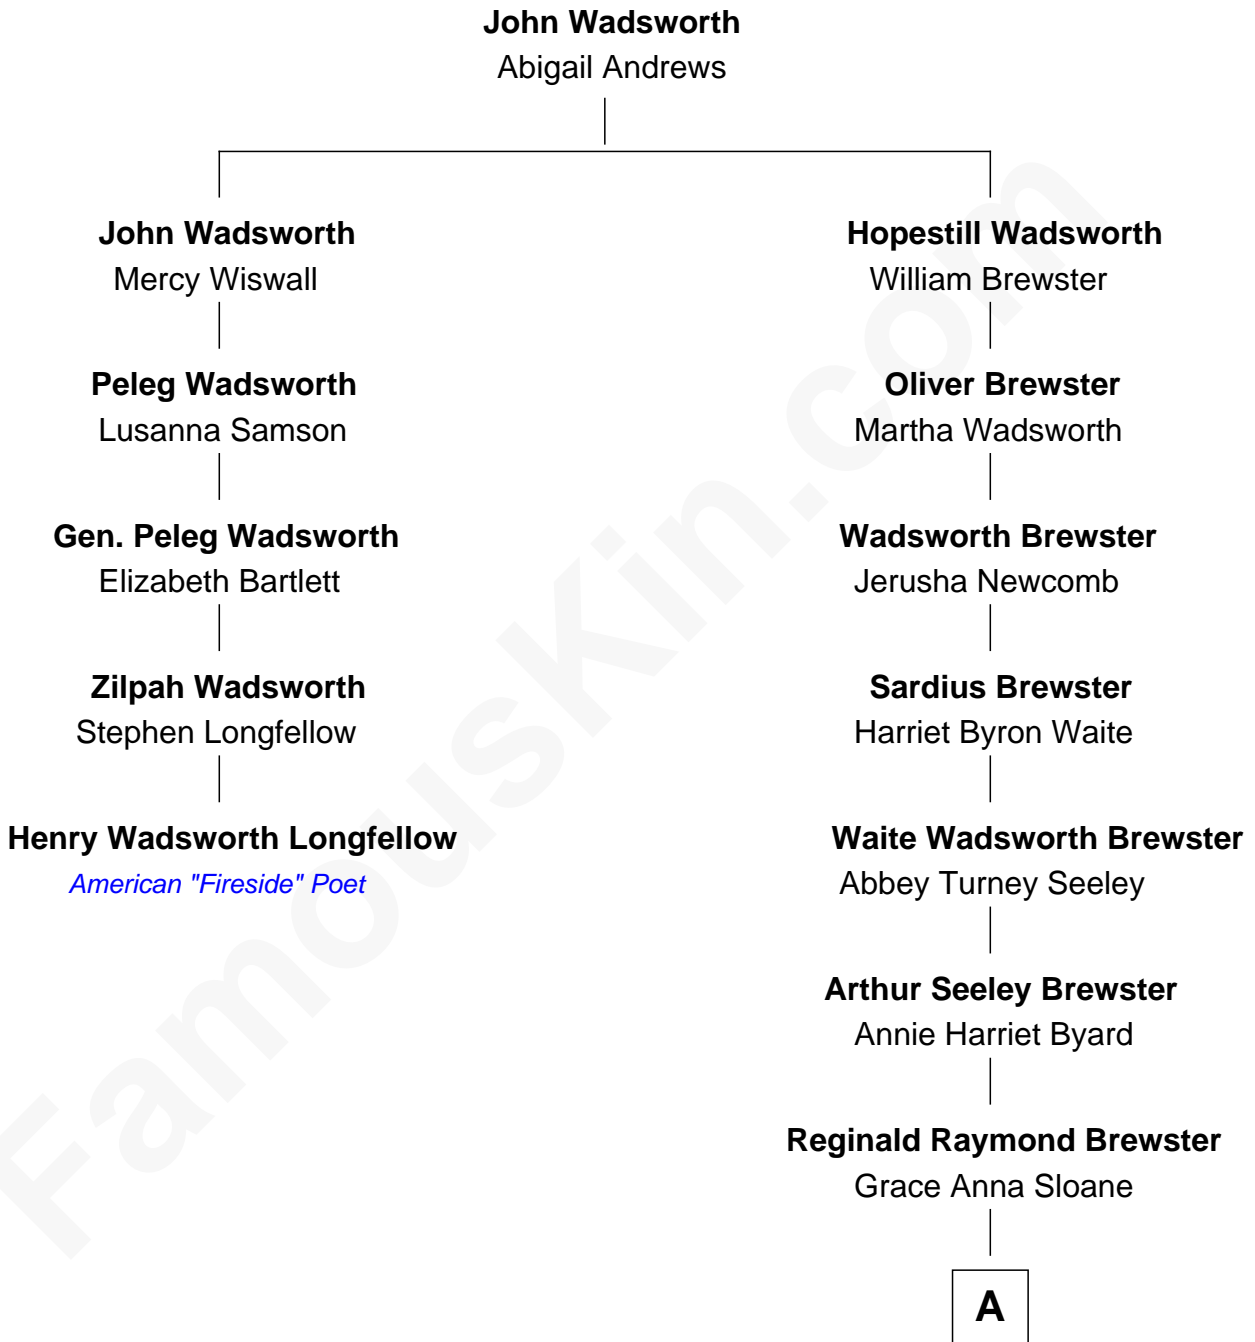 John Wadsworth
Abigail Andrews
John Wadsworth
Mercy Wiswall
Peleg Wadsworth
Lusanna Samson
Gen. Peleg Wadsworth
Elizabeth Bartlett
Zilpah Wadsworth
Stephen Longfellow
Henry Wadsworth Longfellow
American "Fireside" Poet
Hopestill Wadsworth
William Brewster
Oliver Brewster
Martha Wadsworth
Wadsworth Brewster
Jerusha Newcomb
Sardius Brewster
Harriet Byron Waite
Waite Wadsworth Brewster
Abbey Turney Seeley
Arthur Seeley Brewster
Annie Harriet Byard
Reginald Raymond Brewster
Grace Anna Sloane
A
FamousKin.com